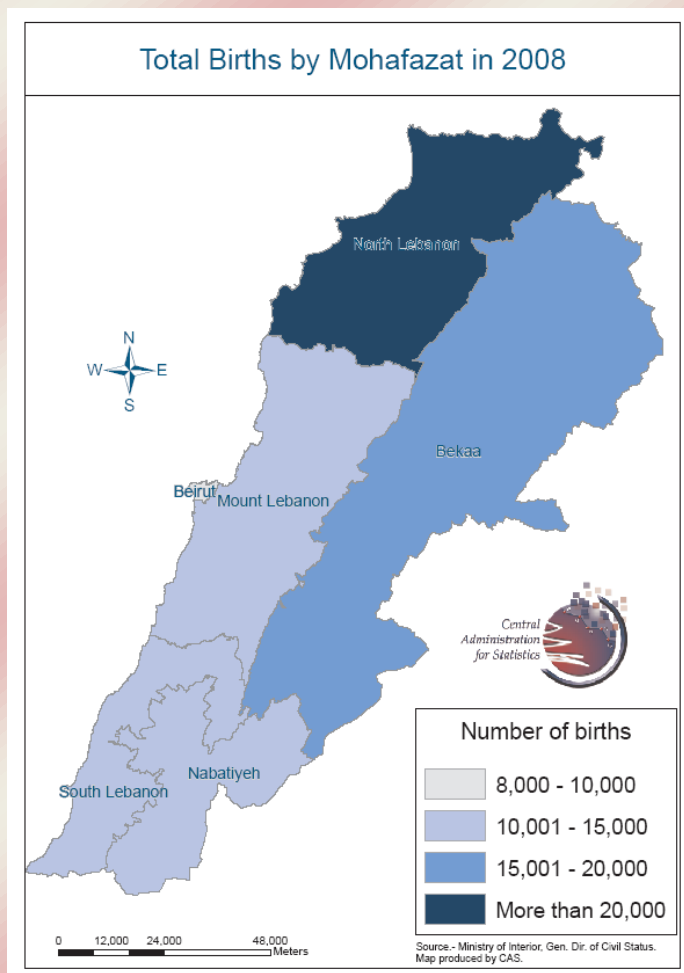 Total Births by Mohafazat in 2008
North Lebanon
N
W E
S
Bekaa
Beirut
Mount Lebanon
Central
Administration
for Statistics
Nabatiyeh
South Lebanon
Number of births
8,000 - 10,000
10,001 - 15,000
15,001 - 20,000
More than 20,000
0 12,000 24,000 48,000
Meters
Source.- Ministry of Interior, Gen. Dir. of Civil Status.
Map produced by CAS.